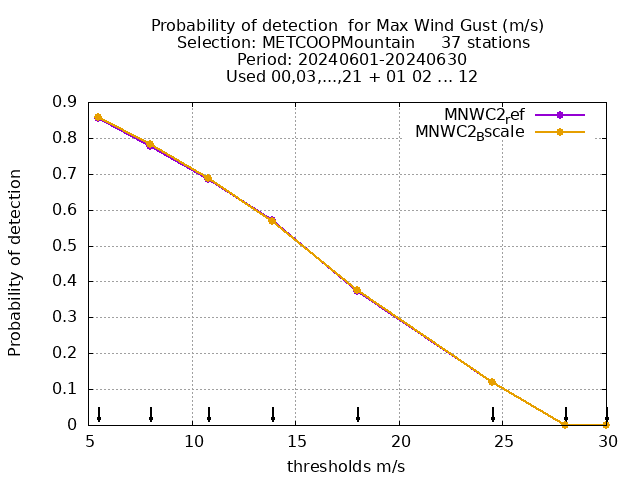 Probability of detection  for Max Wind Gust (m/s)
Selection: METCOOPMountain     37 stations
Period: 20240601-20240630
Used 00,03,...,21 + 01 02 ... 12
MNWC2ref
MNWC2Bscale
Probability of detection
0.9
0.8
0.7
0.6
0.5
0.4
0.3
0.2
0.1
0
5
10
15
20
25
30
thresholds m/s